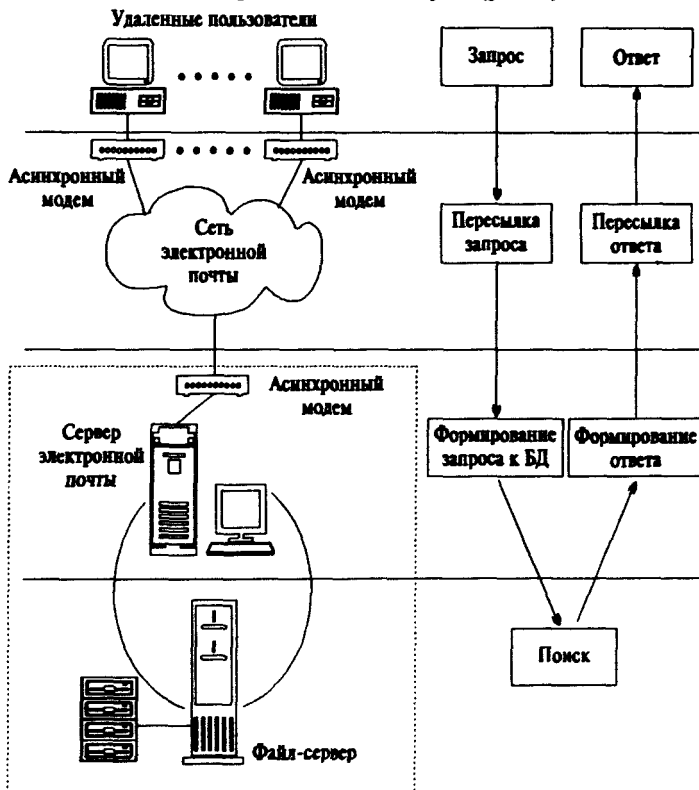 Удаленные пользователи
Запрос
Ответ
Асинхронный
модем
Асинхронный
модем
Сеть
электронной
почты
Пересылка
запроса
Пересылка
ответа
Асинхронный
модем
Сервер
электронной
почты
Формирование
запроса к БД
Формирование
ответа
Поиск
Файл-сервер